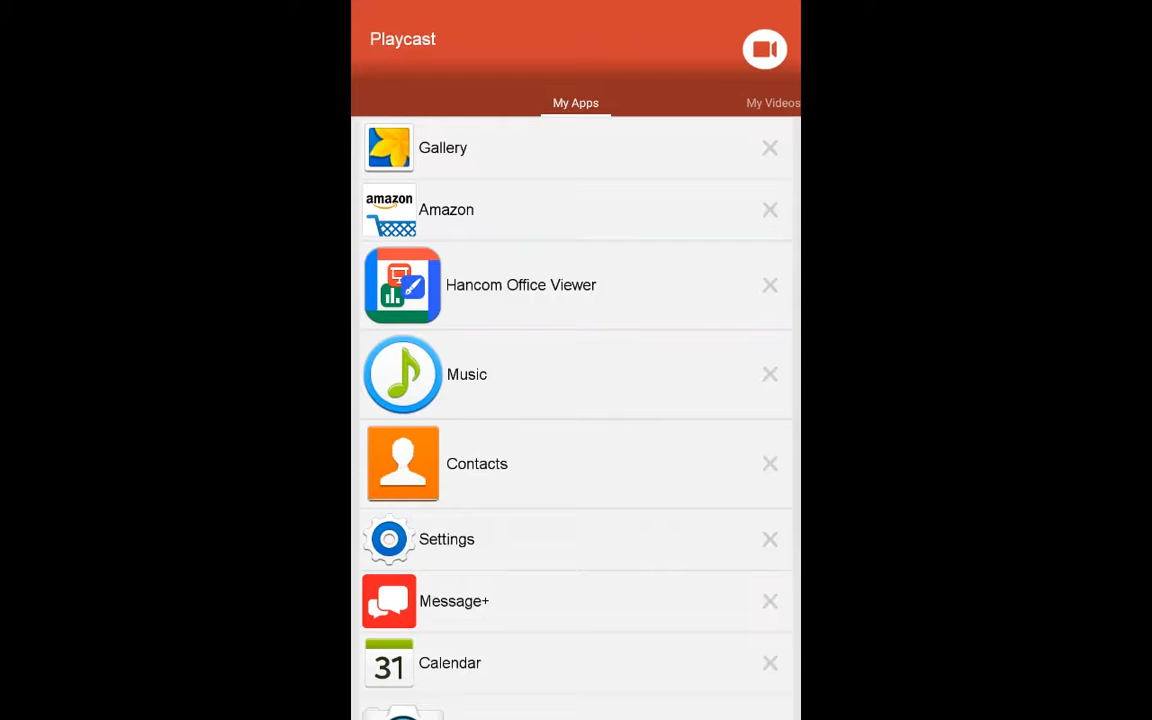 Playcast
My Apps
My Videos
Gallery
amazon
Amazon
Hancom Office Viewer
Music
Contacts
Settings
Message+
31
Calendar